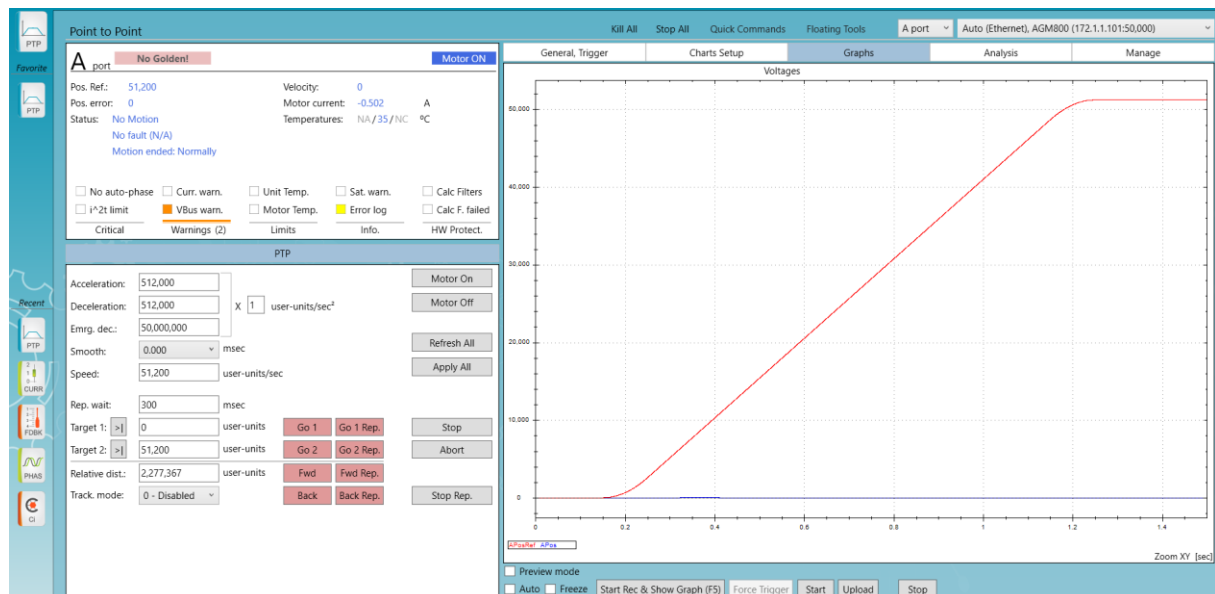 PTP
Favorite
PTP
Recent
PTP
CURR
FDBK
PHAS
CI
Point to Point
Kill All Stop All Quick Commands Floating Tools A port Auto (Ethernet), AGM800 (172.1.1.101:50,000)
A port No Golden! Motor ON
Pos. Ref.: 51,200 Velocity: 0
Pos. error: 0 Motor current: -0.502 A
Status: No Motion Temperatures: NA/35/NC ºC
No fault (N/A)
Motion ended: Normally
No auto-phase Curr. warn. Unit Temp. Sat. warn. Calc Filters
i^2t limit VBus warn. Motor Temp. Error log Calc F. failed
Critical Warnings (2) Limits Info. HW Protect.
PTP
Acceleration: 512,000 Motor On
Deceleration: 512,000 X 1 user-units/sec² Motor Off
Emrg. dec.: 50,000,000
Smooth: 0.000 msec Refresh All
Speed: 51,200 user-units/sec Apply All
Rep. wait: 300 msec
Target 1: >| 0 user-units Go 1 Go 1 Rep. Stop
Target 2: >| 51,200 user-units Go 2 Go 2 Rep. Abort
Relative dist.: 2,277,367 user-units Fwd Fwd Rep.
Track. mode: 0 - Disabled Back Back Rep. Stop Rep.
General, Trigger Charts Setup Graphs Analysis Manage
Voltages
50,000
40,000
30,000
20,000
10,000
0
0 0.2 0.4 0.6 0.8 1 1.2 1.4
APosRef APos
Zoom XY [sec]
Preview mode
Auto Freeze Start Rec & Show Graph (F5) Force Trigger Start Upload Stop